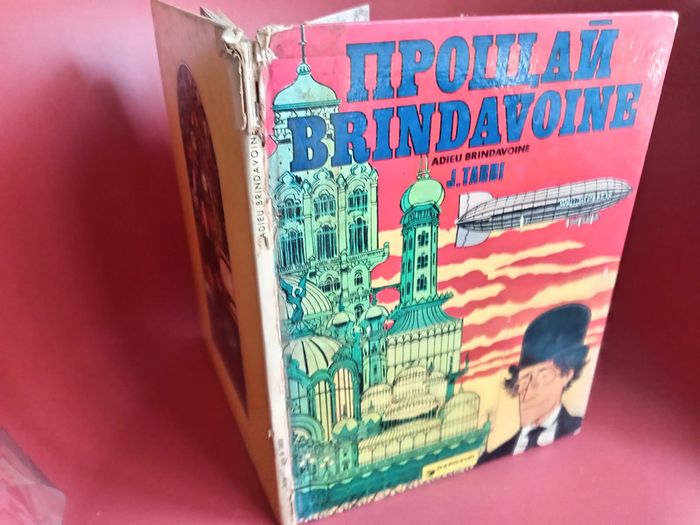 ПРОЩАЙ
BRINDAVOINE
ADIEU BRINDAVOINE
J. TARDI
DARGAUD
ADIEU BRINDAVOINE